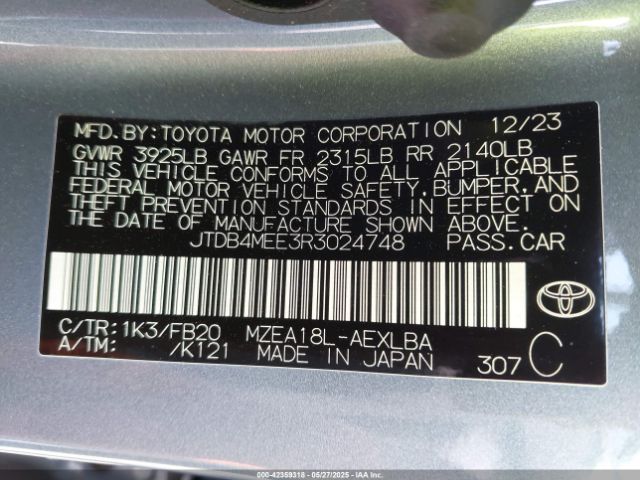 MFD.BY:TOYOTA MOTOR CORPORATION 12/23
GVWR 3925LB GAWR FR 2315LB RR 2140LB
THIS VEHICLE CONFORMS TO ALL APPLICABLE
FEDERAL MOTOR VEHICLE SAFETY,BUMPER,AND
THEFT PREVENTION STANDARDS IN EFFECT ON
THE DATE OF MANUFACTURE SHOWN ABOVE.
JTDB4MEE3R3024748 PASS.CAR
C/TR:1K3/FB20 MZEA18L-AEXLBA
A/TM: /K121 MADE IN JAPAN 307 C
000-42359318 | 05/27/2025 | IAAI.COM